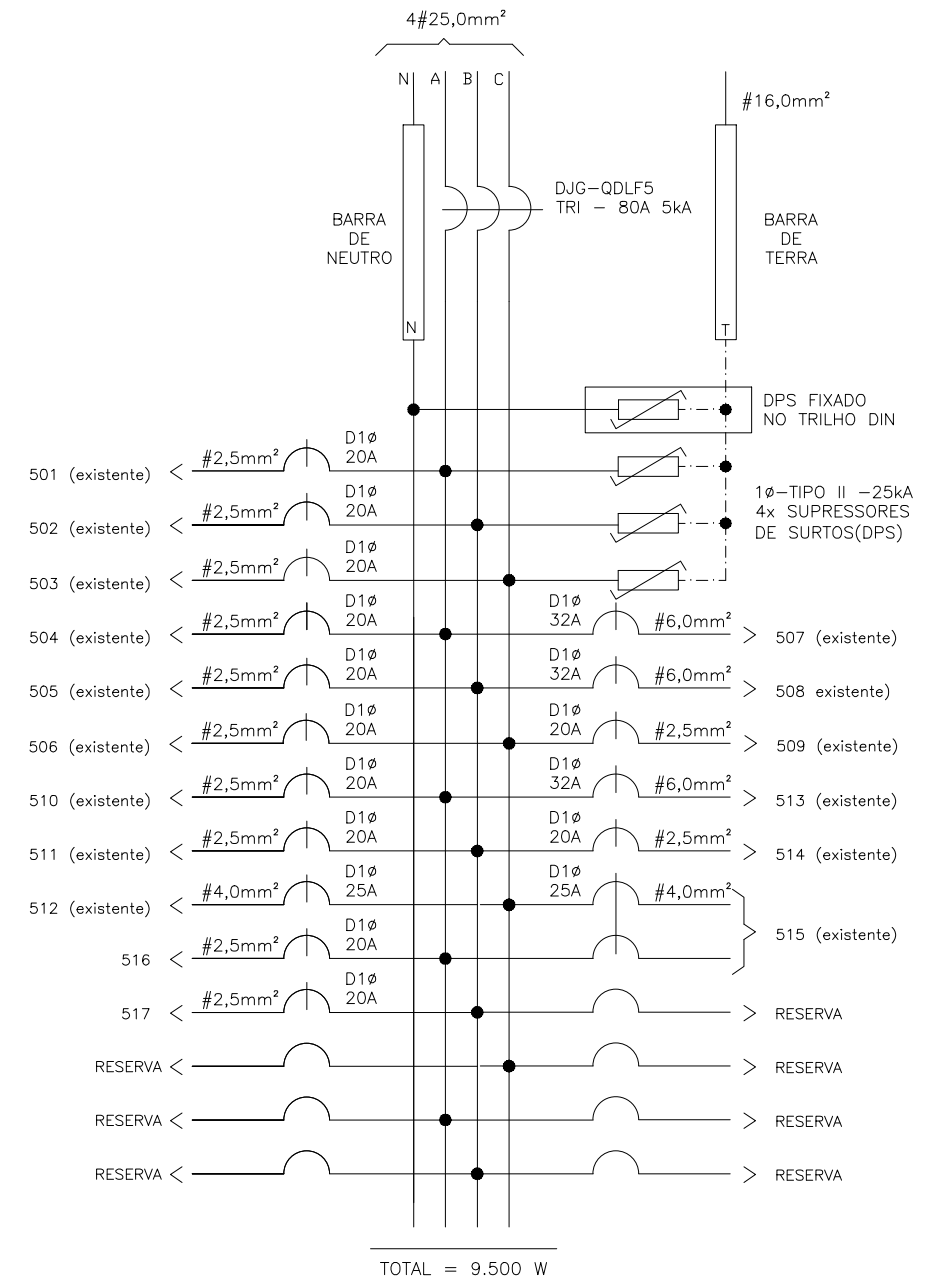 4#25,0mm²
N A B C
#16,0mm²
DJG-QDLF5
TRI - 80A 5kA
BARRA
DE
NEUTRO
BARRA
DE
TERRA
N
T
DPS FIXADO
NO TRILHO DIN
1ø-TIPO II -25kA
4x SUPRESSORES
DE SURTOS(DPS)
501 (existente) #2,5mm² D1ø
20A
502 (existente) #2,5mm² D1ø
20A
503 (existente) #2,5mm² D1ø
20A
504 (existente) #2,5mm² D1ø
20A
D1ø
32A
#6,0mm² 507 (existente)
505 (existente) #2,5mm² D1ø
20A
D1ø
32A
#6,0mm² 508 existente)
506 (existente) #2,5mm² D1ø
20A
D1ø
20A
#2,5mm² 509 (existente)
510 (existente) #2,5mm² D1ø
20A
D1ø
32A
#6,0mm² 513 (existente)
511 (existente) #2,5mm² D1ø
20A
D1ø
20A
#2,5mm² 514 (existente)
512 (existente) #4,0mm² D1ø
25A
D1ø
25A
#4,0mm²
515 (existente)
516 #2,5mm² D1ø
20A
517 #2,5mm² D1ø
20A
RESERVA
RESERVA RESERVA
RESERVA RESERVA
RESERVA RESERVA
TOTAL = 9.500 W